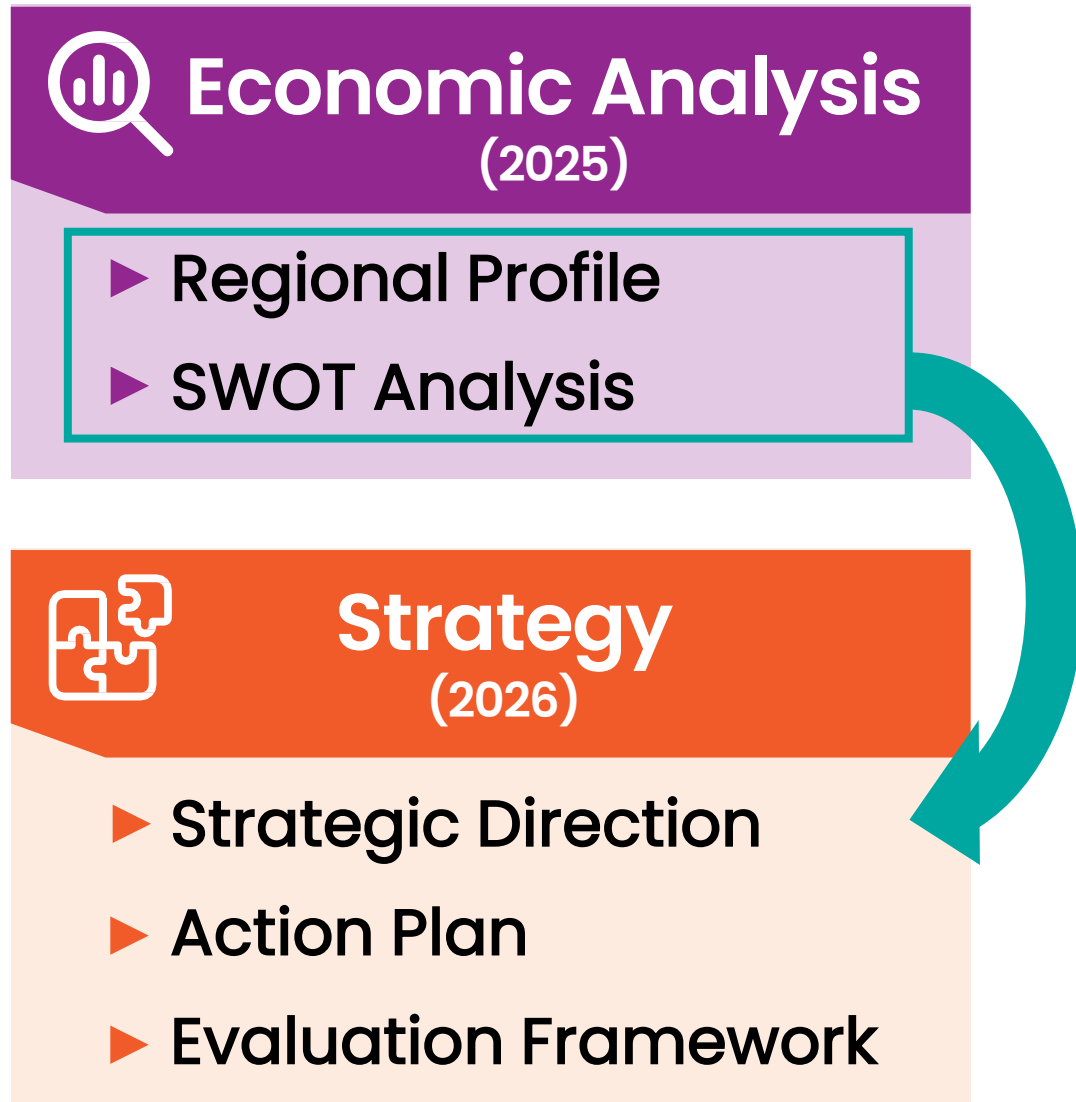 Economic Analysis
(2025)
Regional Profile
SWOT Analysis
Strategy
(2026)
Strategic Direction
Action Plan
Evaluation Framework